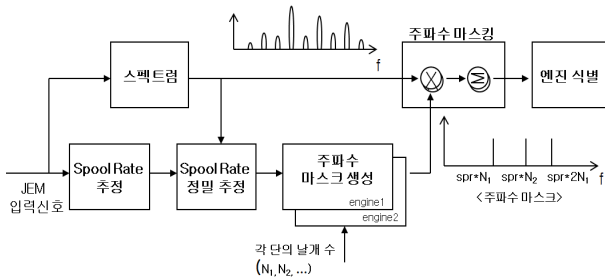 f
주파수 마스킹
스펙트럼
X
Σ
엔진 식별
JEM
입력신호
Spool Rate
추정
Spool Rate
정밀 추정
주파수
마스크 생성
engine1
engine2
각 단의 날개 수
(N₁, N₂, ...)
spr*N₁ spr*N₂ spr*2N₁ f
<주파수 마스크>